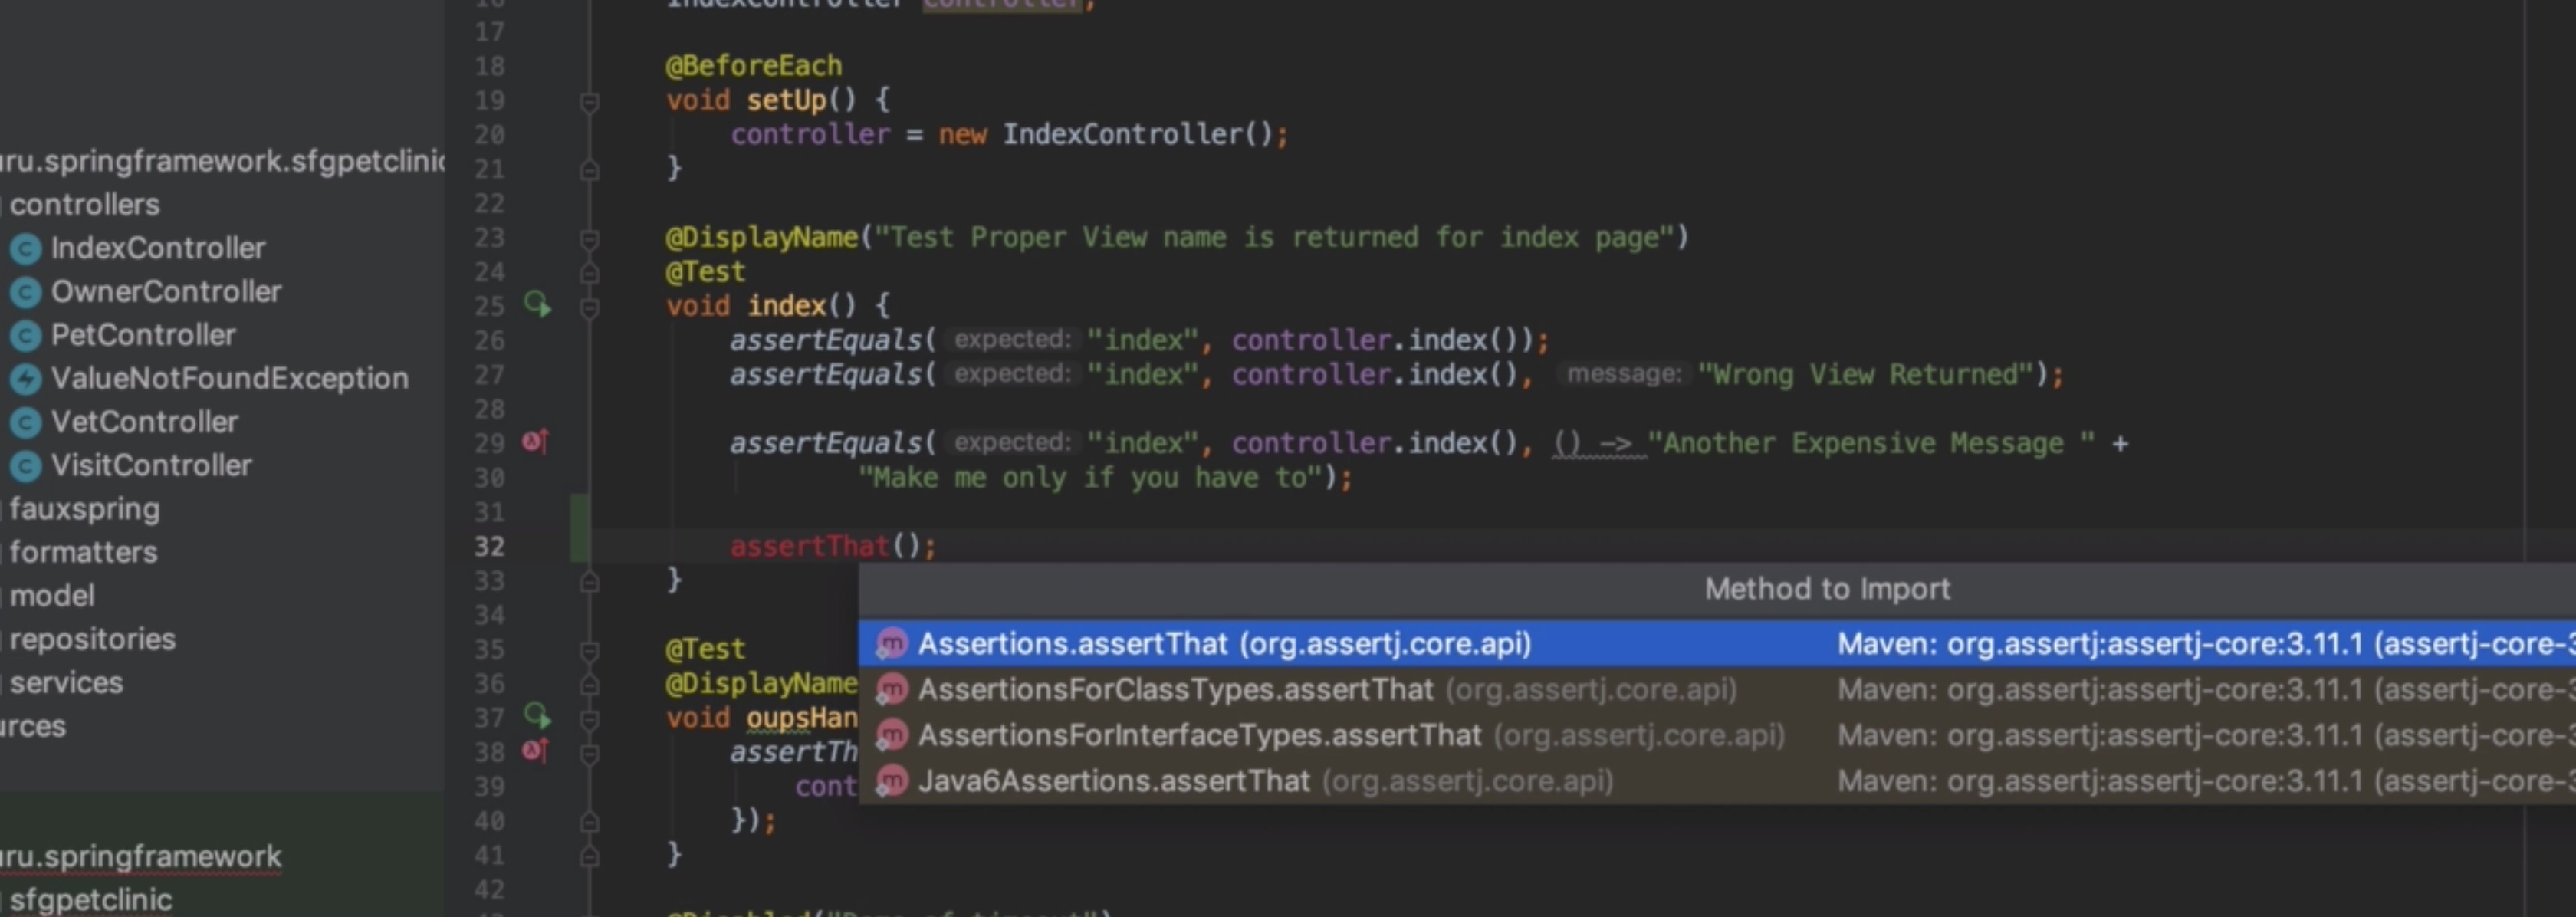 17
18 @BeforeEach
19 void setUp() {
20 controller = new IndexController();
21 }
22
23 @DisplayName("Test Proper View name is returned for index page")
24 @Test
25 void index() {
26 assertEquals( expected: "index", controller.index());
27 assertEquals( expected: "index", controller.index(), message: "Wrong View Returned");
28
29 assertEquals( expected: "index", controller.index(), () -> "Another Expensive Message " +
30 "Make me only if you have to");
31
32 assertThat();
33 }
34
35 @Test
36 @DisplayName
37 void oupsHan
38 assertTh
39 cont
40 });
41 }
42
uru.springframework.sfgpetclinic
controllers
IndexController
OwnerController
PetController
ValueNotFoundException
VetController
VisitController
fauxspring
formatters
model
repositories
services
urces
uru.springframework
sfgpetclinic
Method to Import
Assertions.assertThat (org.assertj.core.api) Maven: org.assertj:assertj-core:3.11.1 (assertj-core-3
AssertionsForClassTypes.assertThat (org.assertj.core.api) Maven: org.assertj:assertj-core:3.11.1 (assertj-core-3
AssertionsForInterfaceTypes.assertThat (org.assertj.core.api) Maven: org.assertj:assertj-core:3.11.1 (assertj-core-3
Java6Assertions.assertThat (org.assertj.core.api) Maven: org.assertj:assertj-core:3.11.1 (assertj-core-3